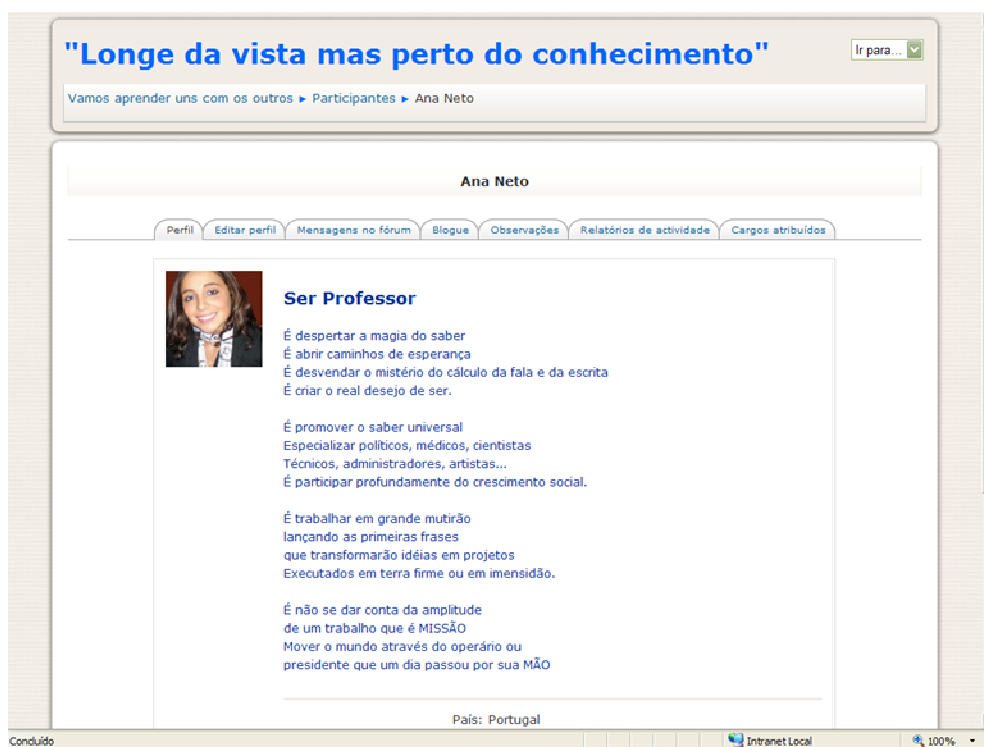 "Longe da vista mas perto do conhecimento"
Ir para...
Vamos aprender uns com os outros ► Participantes ► Ana Neto
Ana Neto
Perfil Editar perfil Mensagens no fórum Blogue Observações Relatórios de actividade Cargos atribuídos
Ser Professor
É despertar a magia do saber
É abrir caminhos de esperança
É desvendar o mistério do cálculo da fala e da escrita
É criar o real desejo de ser.
É promover o saber universal
Especializar políticos, médicos, cientistas
Técnicos, administradores, artistas...
É participar profundamente do crescimento social.
É trabalhar em grande mutirão
lançando as primeiras frases
que transformarão idéias em projetos
Executados em terra firme ou em imensidão.
É não se dar conta da amplitude
de um trabalho que é MISSÃO
Mover o mundo através do operário ou
presidente que um dia passou por sua MÃO
País: Portugal
Concluído Intranet Local 100%